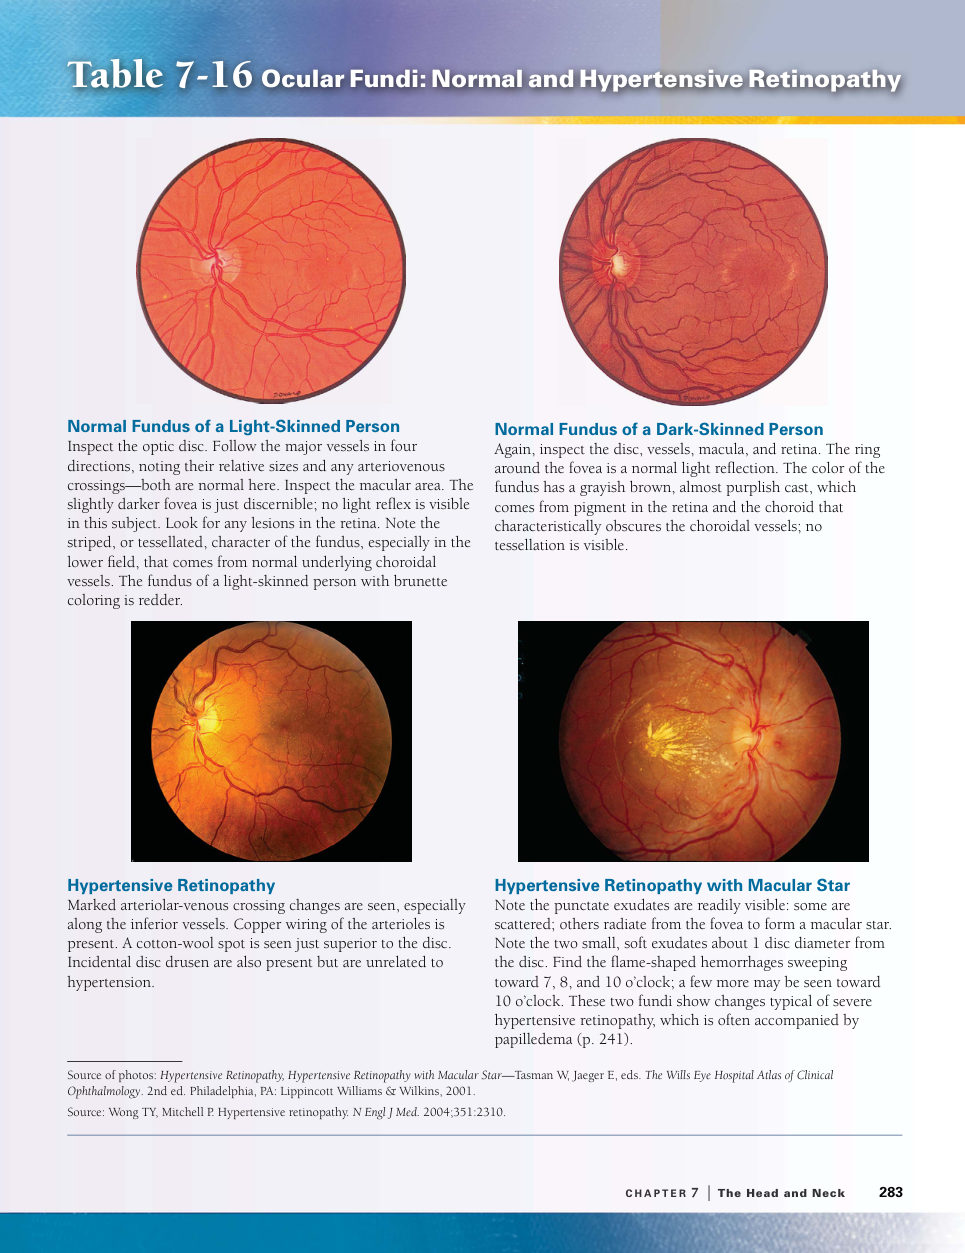 Table 7-16 Ocular Fundi: Normal and Hypertensive Retinopathy
Normal Fundus of a Light-Skinned Person
Inspect the optic disc. Follow the major vessels in four
directions, noting their relative sizes and any arteriovenous
crossings—both are normal here. Inspect the macular area. The
slightly darker fovea is just discernible; no light reflex is visible
in this subject. Look for any lesions in the retina. Note the
striped, or tessellated, character of the fundus, especially in the
lower field, that comes from normal underlying choroidal
vessels. The fundus of a light-skinned person with brunette
coloring is redder.
Normal Fundus of a Dark-Skinned Person
Again, inspect the disc, vessels, macula, and retina. The ring
around the fovea is a normal light reflection. The color of the
fundus has a grayish brown, almost purplish cast, which
comes from pigment in the retina and the choroid that
characteristically obscures the choroidal vessels; no
tessellation is visible.
Hypertensive Retinopathy
Marked arteriolar-venous crossing changes are seen, especially
along the inferior vessels. Copper wiring of the arterioles is
present. A cotton-wool spot is seen just superior to the disc.
Incidental disc drusen are also present but are unrelated to
hypertension.
Hypertensive Retinopathy with Macular Star
Note the punctate exudates are readily visible: some are
scattered; others radiate from the fovea to form a macular star.
Note the two small, soft exudates about 1 disc diameter from
the disc. Find the flame-shaped hemorrhages sweeping
toward 7, 8, and 10 o’clock; a few more may be seen toward
10 o’clock. These two fundi show changes typical of severe
hypertensive retinopathy, which is often accompanied by
papilledema (p. 241).
Source of photos: Hypertensive Retinopathy, Hypertensive Retinopathy with Macular Star—Tasman W, Jaeger E, eds. The Wills Eye Hospital Atlas of Clinical
Ophthalmology. 2nd ed. Philadelphia, PA: Lippincott Williams & Wilkins, 2001.
Source: Wong TY, Mitchell P. Hypertensive retinopathy. N Engl J Med. 2004;351:2310.
CHAPTER 7 | The Head and Neck 283